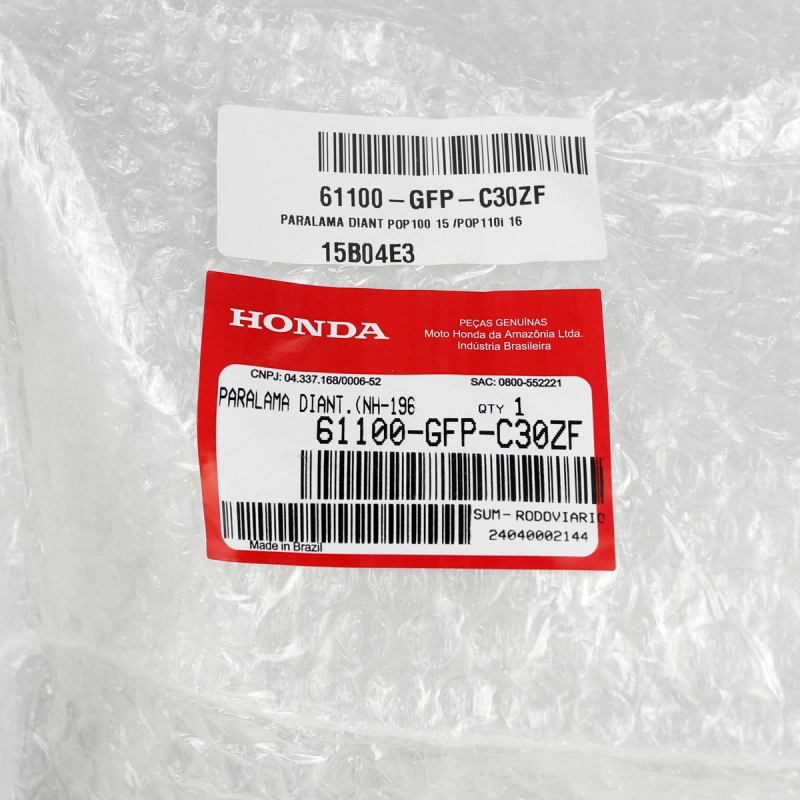 61100-GFP-C30ZF
PARALAMA DIANT POP100 15 /POP110i 16
15B04E3
HONDA
PEÇAS GENUÍNAS
Moto Honda da Amazônia Ltda.
Indústria Brasileira
CNPJ: 04.337.168/0006-52 SAC: 0800-552221
PARALAMA DIANT.(NH-196 QTY 1
61100-GFP-C30ZF
SUM-RODOVIARIO
24040002144
Made in Brazil